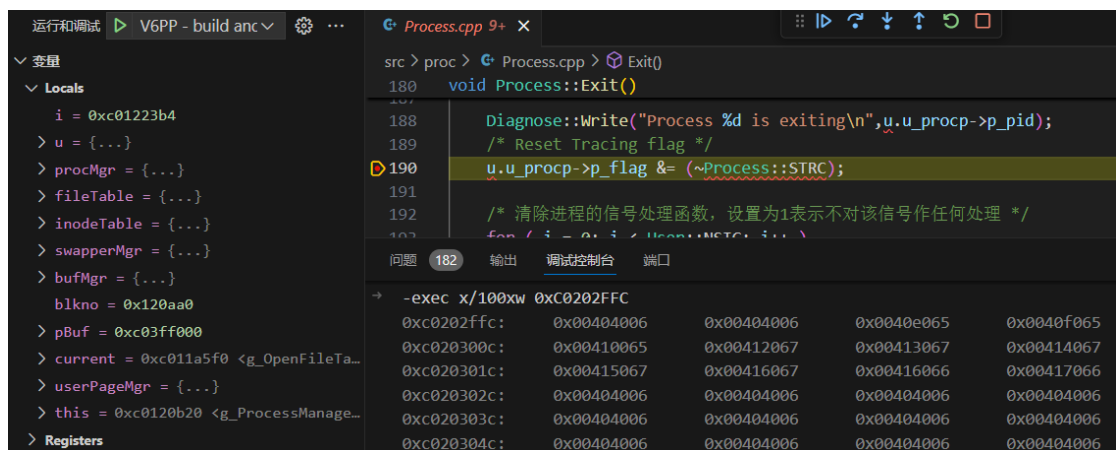 运行和调试 V6PP - build anc
Process.cpp 9+
变量
Locals
i = 0xc01223b4
u = {...}
procMgr = {...}
fileTable = {...}
inodeTable = {...}
swapperMgr = {...}
bufMgr = {...}
blkno = 0x120aa0
pBuf = 0xc03ff000
current = 0xc011a5f0 <g_OpenFileTa...
userPageMgr = {...}
this = 0xc0120b20 <g_ProcessManage...
Registers
src > proc > Process.cpp > Exit()
180 void Process::Exit()
187
188 Diagnose::Write("Process %d is exiting\n",u.u_procp->p_pid);
189 /* Reset Tracing flag */
190 u.u_procp->p_flag &= (~Process::STRC);
191
192 /* 清除进程的信号处理函数，设置为1表示不对该信号作任何处理 */
193 for ( i = 0; i < User::NSIG; i++ )
问题 182 输出 调试控制台 端口
-exec x/100xw 0xC0202FFC
0xc0202ffc: 0x00404006 0x00404006 0x0040e065 0x0040f065
0xc020300c: 0x00410065 0x00412067 0x00413067 0x00414067
0xc020301c: 0x00415067 0x00416067 0x00416066 0x00417066
0xc020302c: 0x00404006 0x00404006 0x00404006 0x00404006
0xc020303c: 0x00404006 0x00404006 0x00404006 0x00404006
0xc020304c: 0x00404006 0x00404006 0x00404006 0x00404006